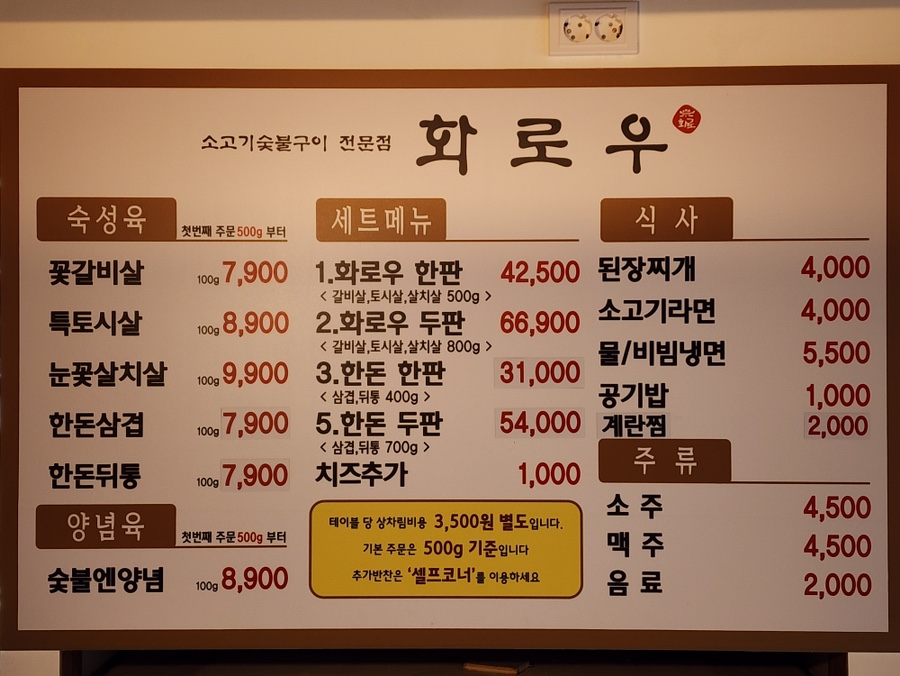 소고기숯불구이 전문점 화로우
화로
숙성육 첫번째 주문 500g 부터
꽃갈비살 100g 7,900
특토시살 100g 8,900
눈꽃살치살 100g 9,900
한돈삼겹 100g 7,900
한돈뒤통 100g 7,900
양념육 첫번째 주문 500g 부터
숯불엔양념 100g 8,900
세트메뉴
1.화로우 한판 42,500
< 갈비살,토시살,살치살 500g >
2.화로우 두판 66,900
< 갈비살,토시살,살치살 800g >
3.한돈 한판 31,000
< 삼겹,뒤통 400g >
5.한돈 두판 54,000
< 삼겹,뒤통 700g >
치즈추가 1,000
테이블 당 상차림비용 3,500원 별도입니다.
기본 주문은 500g 기준입니다
추가반찬은 '셀프코너'를 이용하세요
식사
된장찌개 4,000
소고기라면 4,000
물/비빔냉면 5,500
공기밥 1,000
계란찜 2,000
주류
소주 4,500
맥주 4,500
음료 2,000